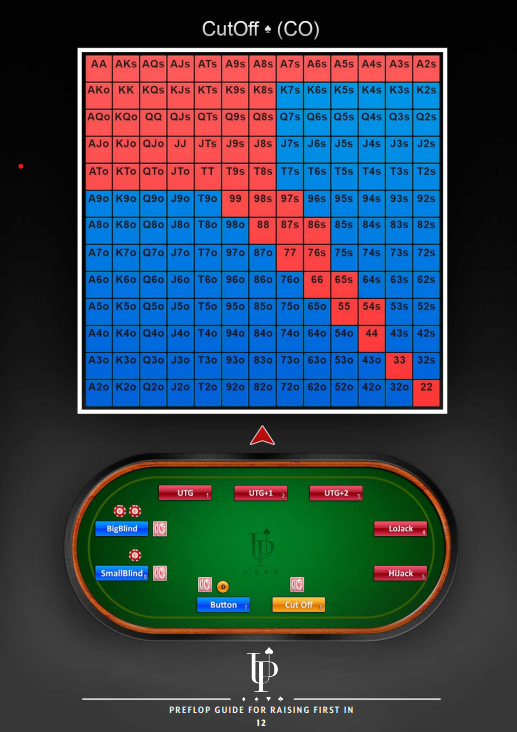 CutOff ♠ (CO)
AA AKs AQs AJs ATs A9s A8s A7s A6s A5s A4s A3s A2s
AKo KK KQs KJs KTs K9s K8s K7s K6s K5s K4s K3s K2s
AQo KQo QQ QJs QTs Q9s Q8s Q7s Q6s Q5s Q4s Q3s Q2s
AJo KJo QJo JJ JTs J9s J8s J7s J6s J5s J4s J3s J2s
ATo KTo QTo JTo TT T9s T8s T7s T6s T5s T4s T3s T2s
A9o K9o Q9o J9o T9o 99 98s 97s 96s 95s 94s 93s 92s
A8o K8o Q8o J8o T8o 98o 88 87s 86s 85s 84s 83s 82s
A7o K7o Q7o J7o T7o 97o 87o 77 76s 75s 74s 73s 72s
A6o K6o Q6o J6o T6o 96o 86o 76o 66 65s 64s 63s 62s
A5o K5o Q5o J5o T5o 95o 85o 75o 65o 55 54s 53s 52s
A4o K4o Q4o J4o T4o 94o 84o 74o 64o 54o 44 43s 42s
A3o K3o Q3o J3o T3o 93o 83o 73o 63o 53o 43o 33 32s
A2o K2o Q2o J2o T2o 92o 82o 72o 62o 52o 42o 32o 22
UTG 1 UTG+1 2 UTG+2 3
BigBlind LoJack 4
SmallBlind HiJack 5
Button 7 Cut Off
UP
UP
PREFLOP GUIDE FOR RAISING FIRST IN
12